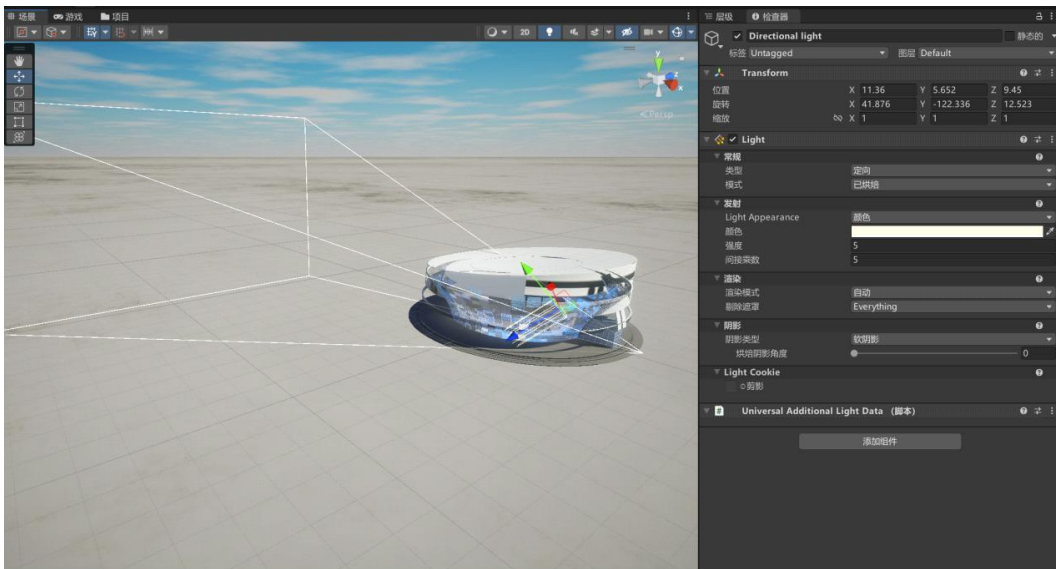 场景 游戏 项目
2D
y
z
x
<Persp
层级 检查器
Directional light 静态的
标签 Untagged 图层 Default
Transform
位置 X 11.36 Y 5.652 Z 9.45
旋转 X 41.876 Y -122.336 Z 12.523
缩放 X 1 Y 1 Z 1
Light
常规
类型 定向
模式 已烘焙
发射
Light Appearance 颜色
颜色
强度 5
间接乘数 5
渲染
渲染模式 自动
剔除遮罩 Everything
阴影
阴影类型 软阴影
烘焙阴影角度 0
Light Cookie
剪影
# Universal Additional Light Data （脚本）
添加组件